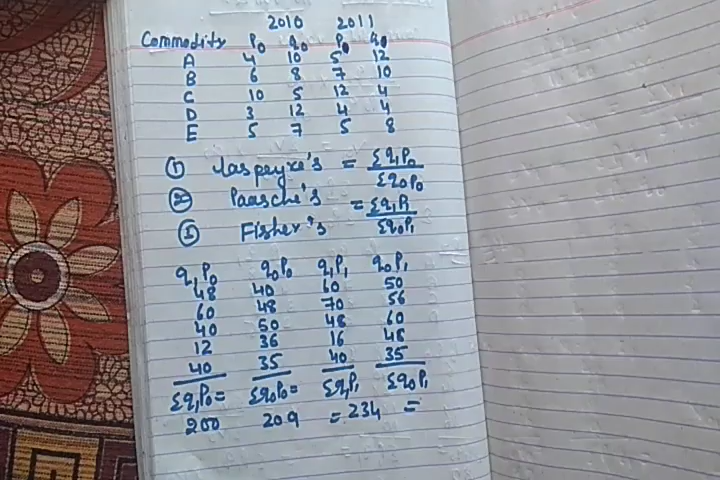 2010 2011
Commodity P₀ q₀ P₀ q₀
A 4 10 5 12
B 6 8 7 10
C 10 5 12 4
D 3 12 4 4
E 5 7 5 8
① Laspeyre's = Σq₁P₀ / Σq₀P₀
② Paasche's = Σq₁P₁ / Σq₀P₁
③ Fisher's
q₁P₀ q₀P₀ q₁P₁ q₀P₁
48 40 60 50
60 48 70 56
40 50 48 60
12 36 16 48
40 35 40 35
Σq₁P₀= Σq₀P₀= Σq₁P₁ Σq₀P₁
200 209 = 234 =